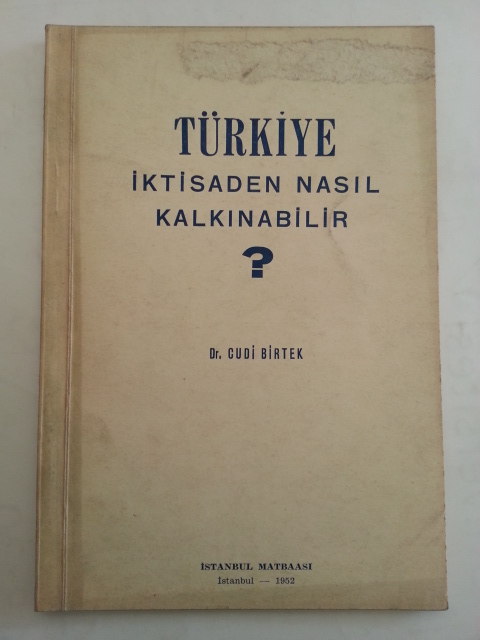 TÜRKİYE
İKTİSADEN NASIL
KALKINABİLİR
?
Dr. CUDİ BİRTEK
İSTANBUL MATBAASI
İstanbul — 1952